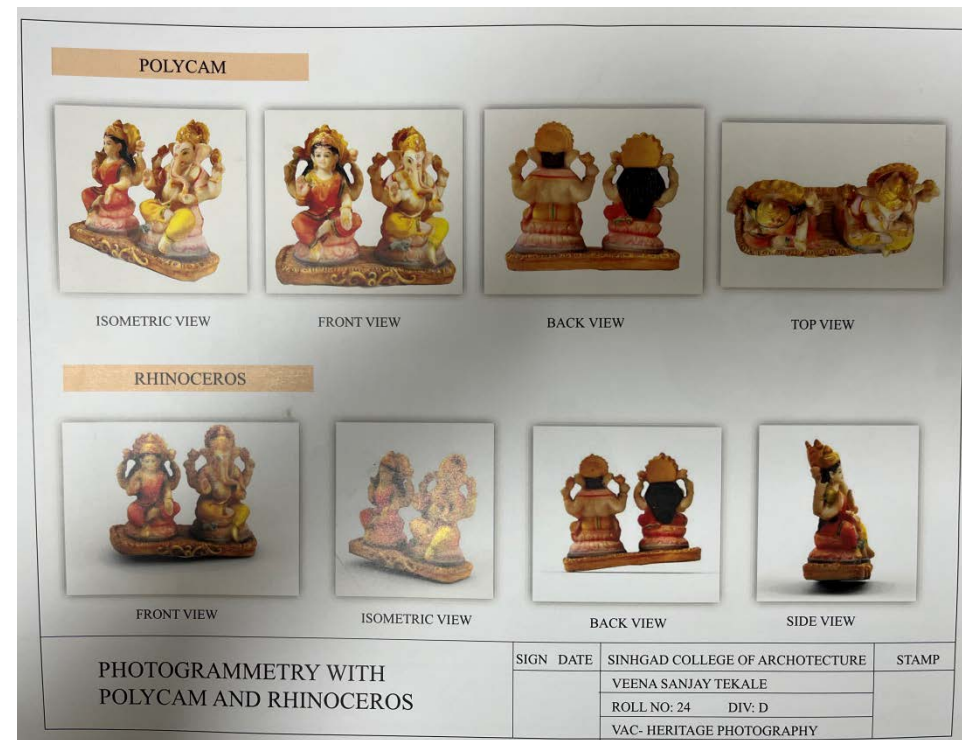 POLYCAM
ISOMETRIC VIEW
FRONT VIEW
BACK VIEW
TOP VIEW
RHINOCEROS
FRONT VIEW
ISOMETRIC VIEW
BACK VIEW
SIDE VIEW
PHOTOGRAMMETRY WITH
POLYCAM AND RHINOCEROS
SIGN DATE
SINHGAD COLLEGE OF ARCHOTECTURE
STAMP
VEENA SANJAY TEKALE
ROLL NO: 24 DIV: D
VAC- HERITAGE PHOTOGRAPHY